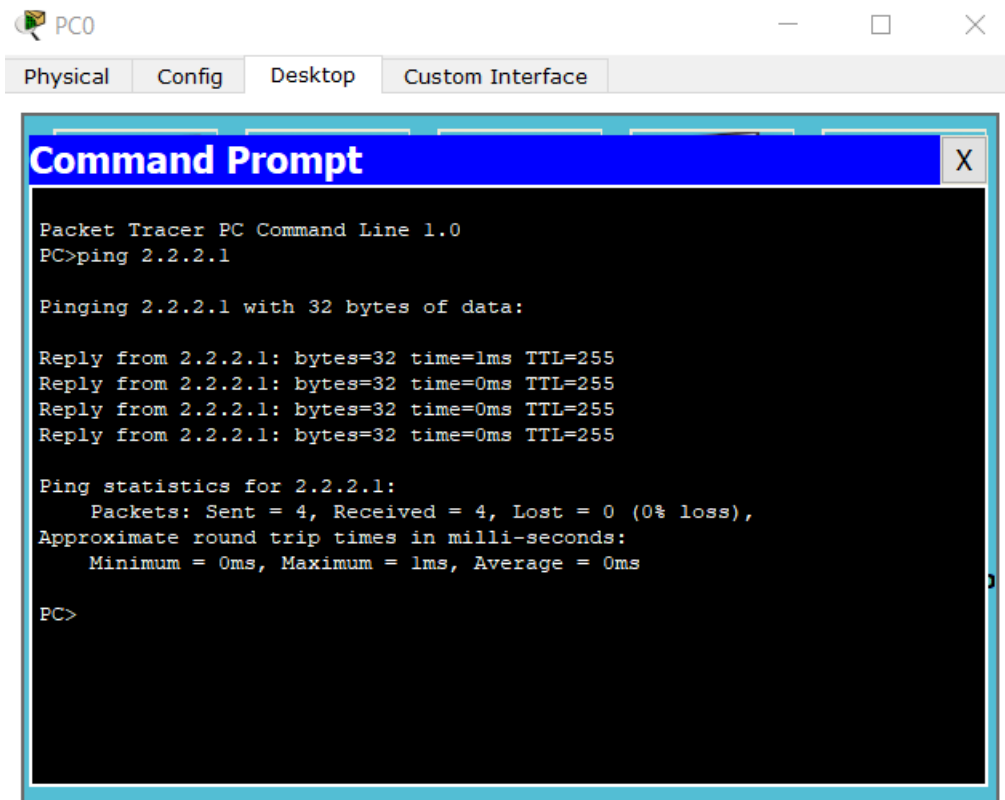 PC0
Physical Config Desktop Custom Interface
Command Prompt X
Packet Tracer PC Command Line 1.0
PC>ping 2.2.2.1
Pinging 2.2.2.1 with 32 bytes of data:
Reply from 2.2.2.1: bytes=32 time=1ms TTL=255
Reply from 2.2.2.1: bytes=32 time=0ms TTL=255
Reply from 2.2.2.1: bytes=32 time=0ms TTL=255
Reply from 2.2.2.1: bytes=32 time=0ms TTL=255
Ping statistics for 2.2.2.1:
    Packets: Sent = 4, Received = 4, Lost = 0 (0% loss),
Approximate round trip times in milli-seconds:
    Minimum = 0ms, Maximum = 1ms, Average = 0ms
PC>